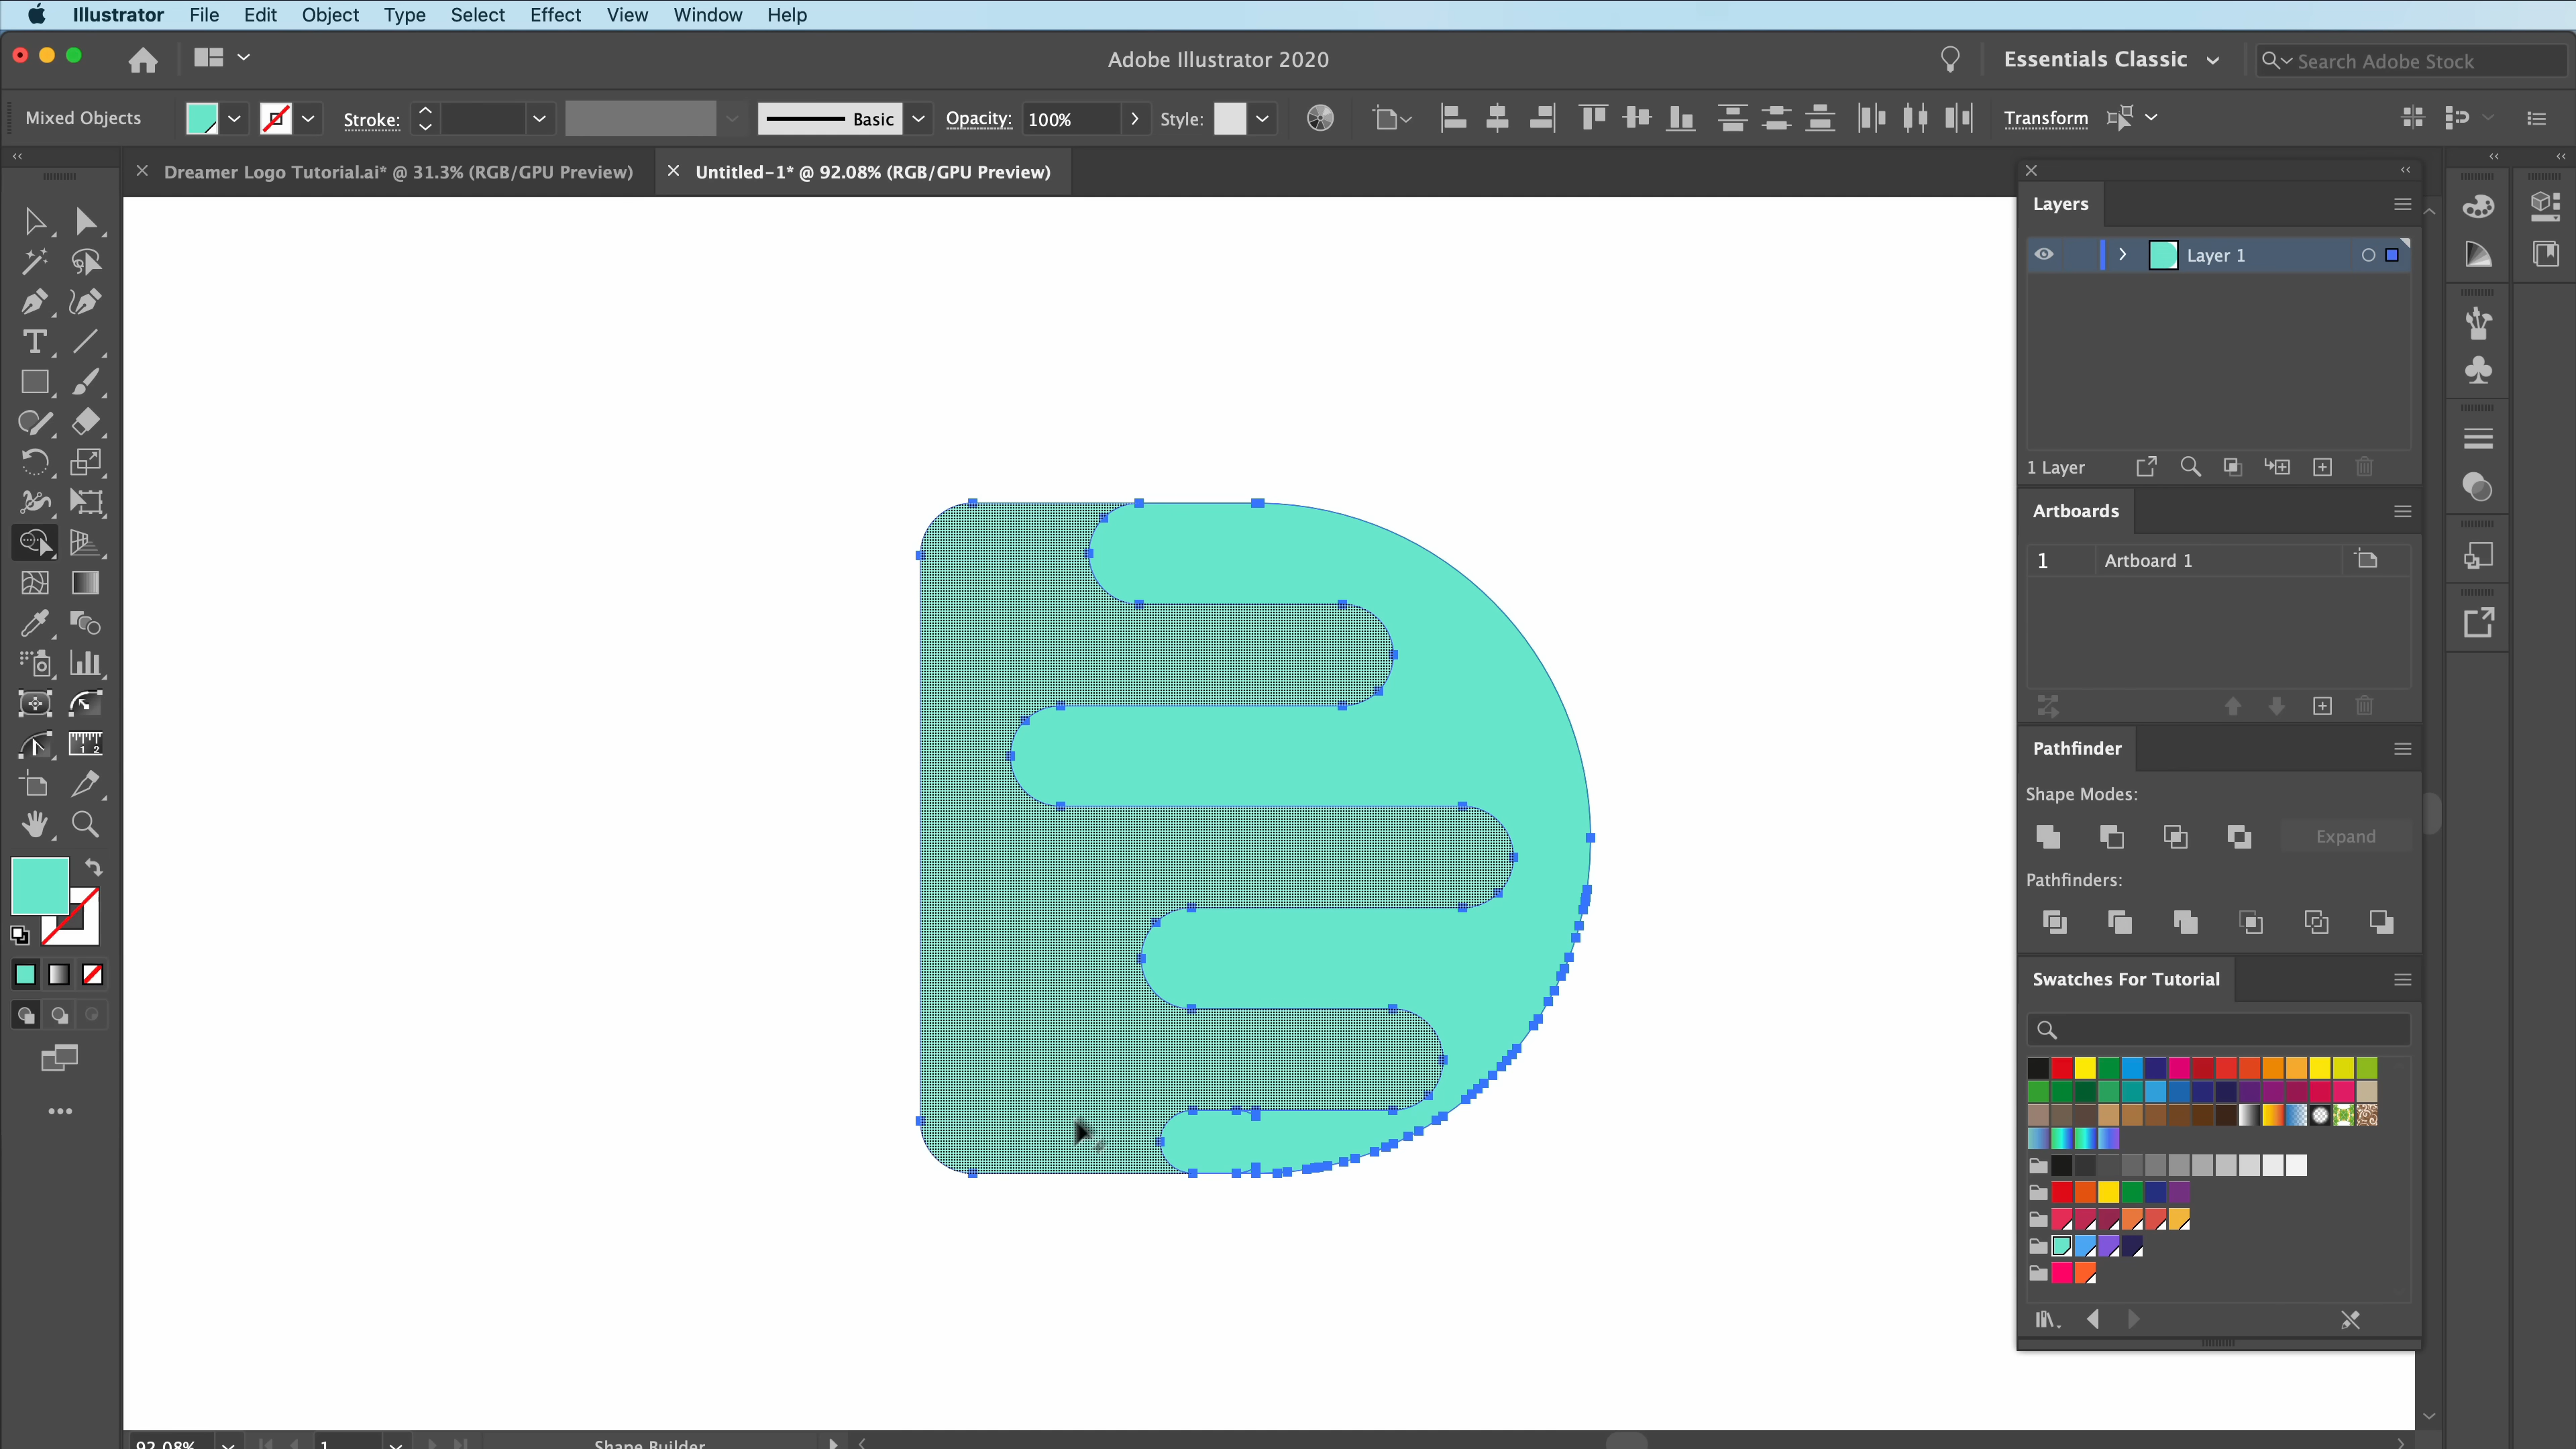 Illustrator File Edit Object Type Select Effect View Window Help
Adobe Illustrator 2020
Essentials Classic
Search Adobe Stock
Mixed Objects
Stroke:
Basic
Opacity: 100%
Style:
Transform
Dreamer Logo Tutorial.ai* @ 31.3% (RGB/GPU Preview)
Untitled-1* @ 92.08% (RGB/GPU Preview)
Layers
Layer 1
1 Layer
Artboards
1 Artboard 1
Pathfinder
Shape Modes:
Expand
Pathfinders:
Swatches For Tutorial
92.08%
1
Shape Builder